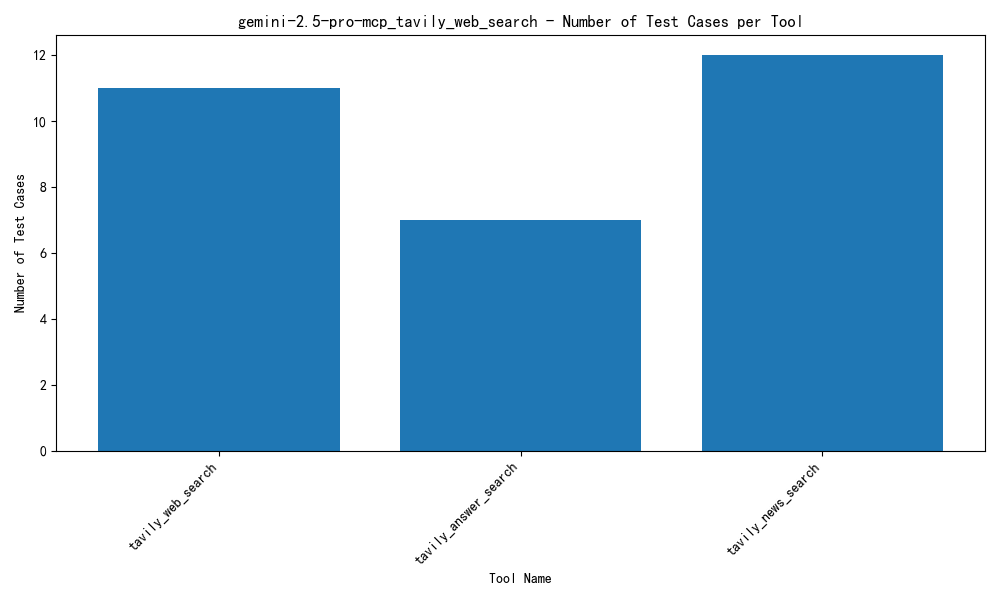 gemini-2.5-pro-mcp_tavily_web_search - Number of Test Cases per Tool
Number of Test Cases
12
10
8
6
4
2
0
tavily_web_search
tavily_answer_search
tavily_news_search
Tool Name